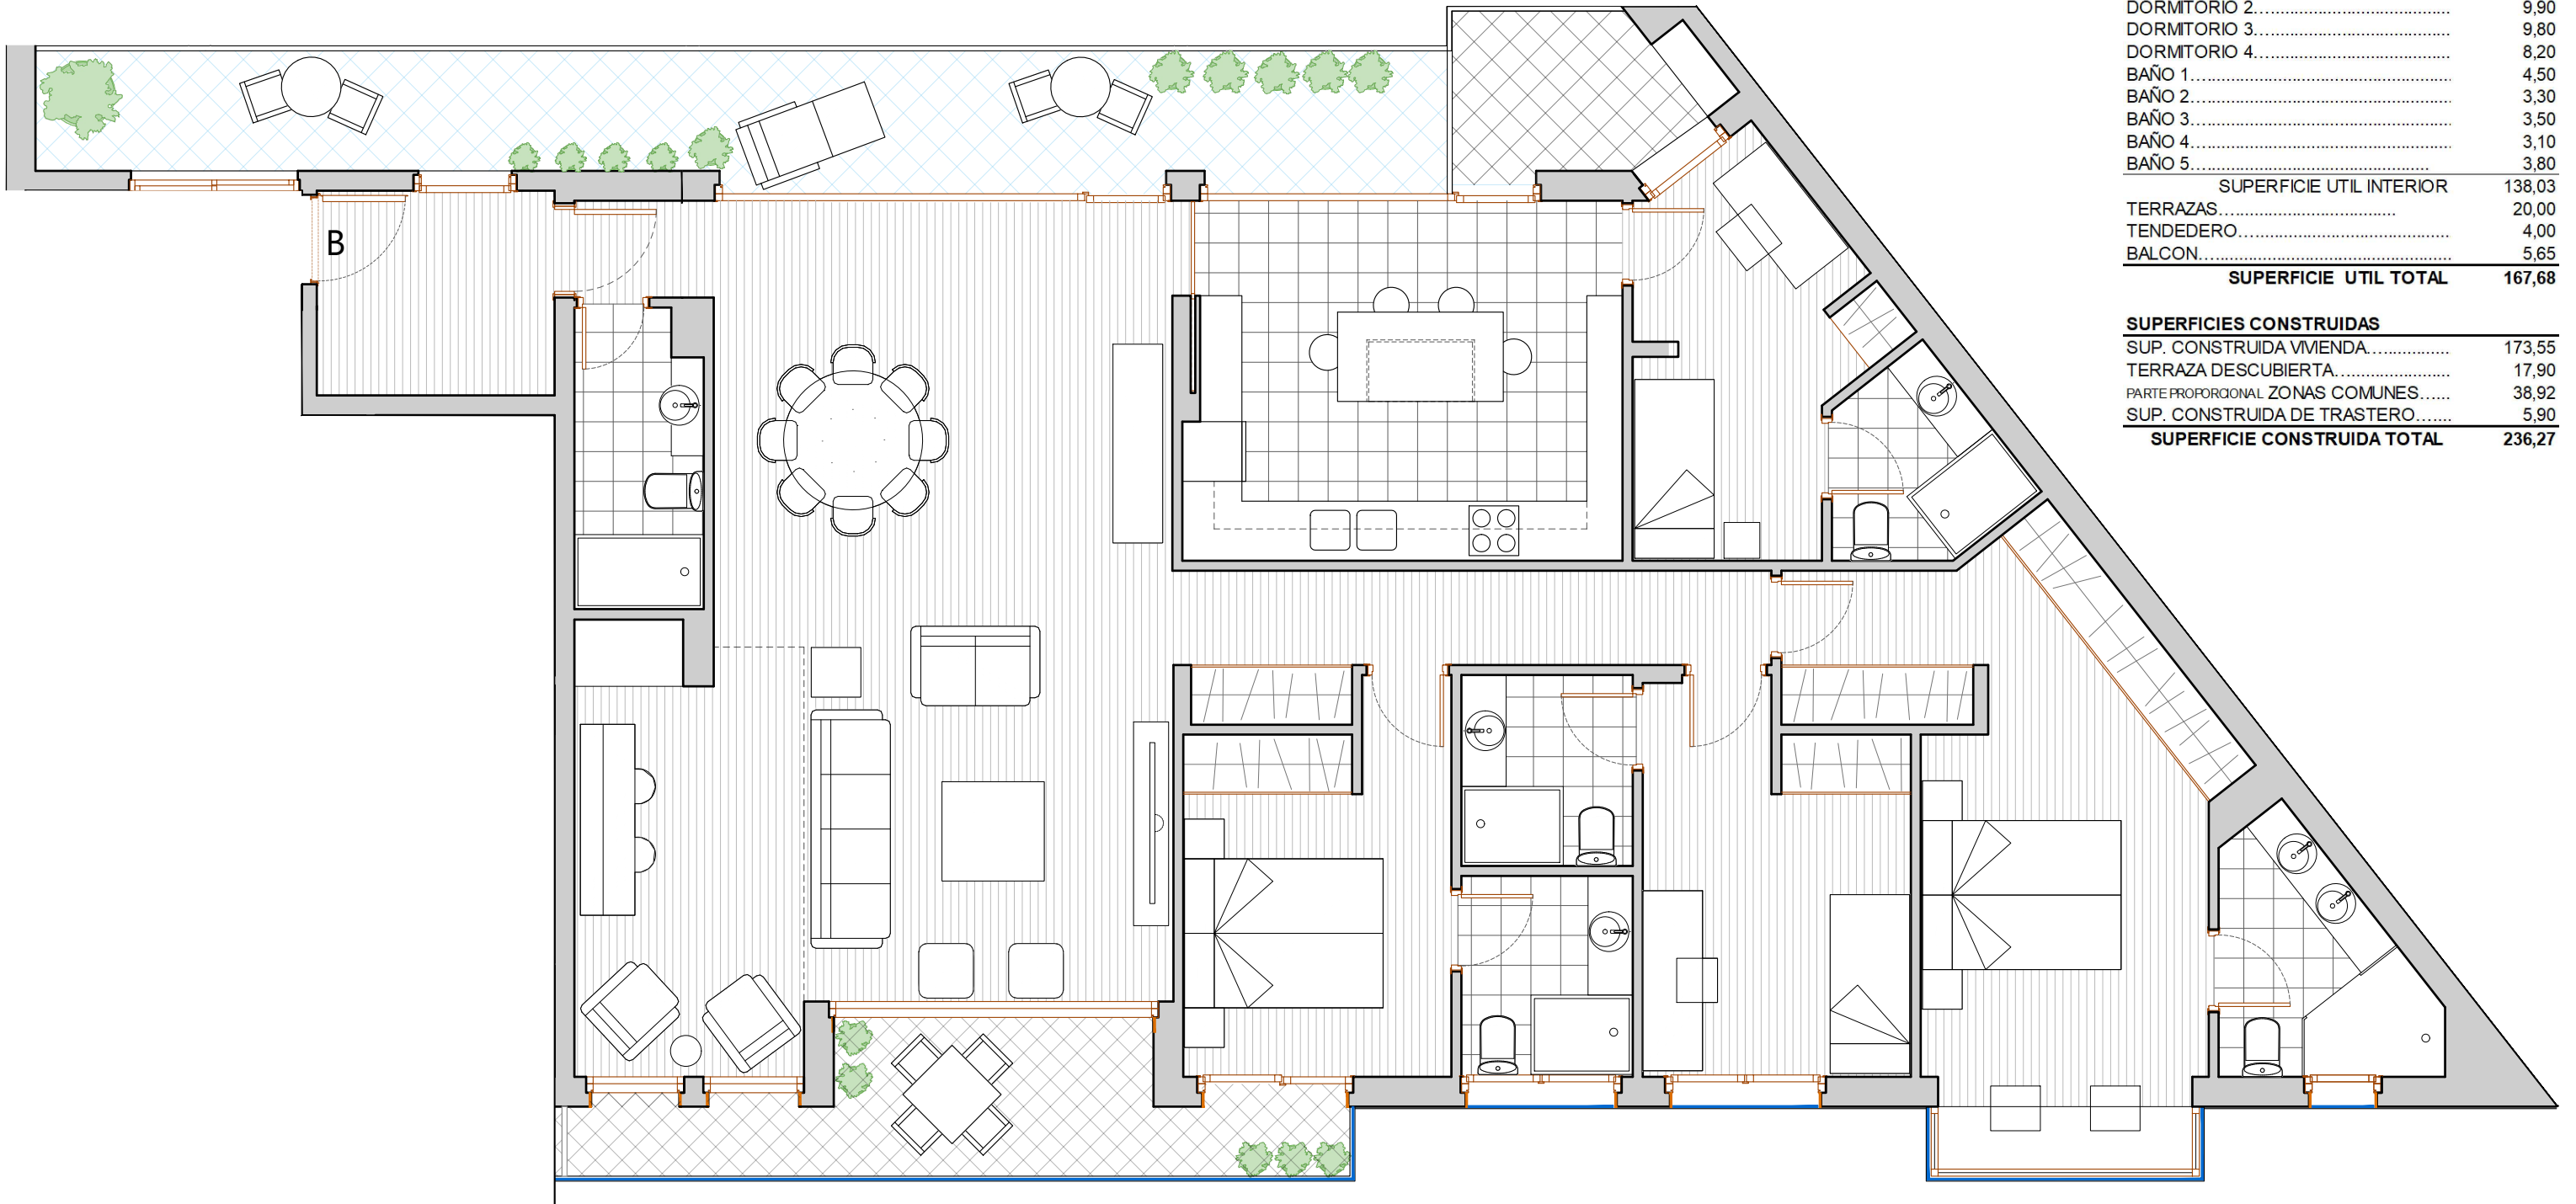 B
DORMITORIO 2................................... 9,90
DORMITORIO 3................................... 9,80
DORMITORIO 4................................... 8,20
BAÑO 1............................................... 4,50
BAÑO 2............................................... 3,30
BAÑO 3............................................... 3,50
BAÑO 4............................................... 3,10
BAÑO 5........................................... 3,80
SUPERFICIE UTIL INTERIOR 138,03
TERRAZAS................................... 20,00
TENDEDERO........................................ 4,00
BALCON............................................... 5,65
SUPERFICIE UTIL TOTAL 167,68
SUPERFICIES CONSTRUIDAS
SUP. CONSTRUIDA VIVIENDA................ 173,55
TERRAZA DESCUBIERTA....................... 17,90
PARTE PROPORCIONAL ZONAS COMUNES...... 38,92
SUP. CONSTRUIDA DE TRASTERO....... 5,90
SUPERFICIE CONSTRUIDA TOTAL 236,27